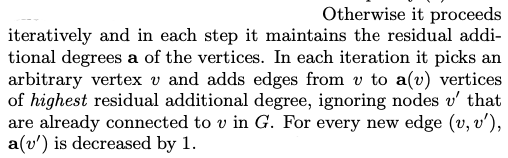 Otherwise it proceeds
iteratively and in each step it maintains the residual addi-
tional degrees a of the vertices. In each iteration it picks an
arbitrary vertex v and adds edges from v to a(v) vertices
of highest residual additional degree, ignoring nodes v′ that
are already connected to v in G. For every new edge (v, v′),
a(v′) is decreased by 1.